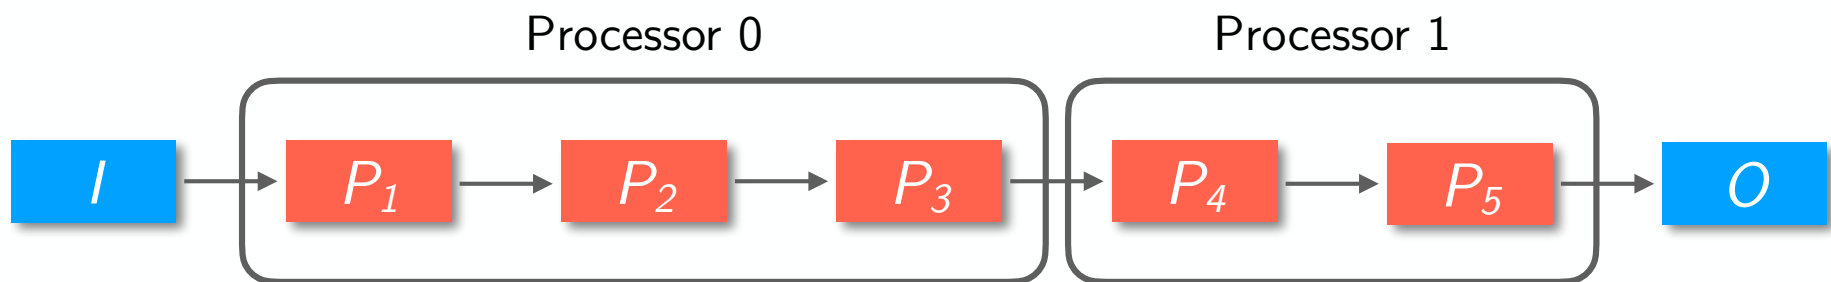 Processor 0 Processor 1
I P₁ P₂ P₃ P₄ P₅ O